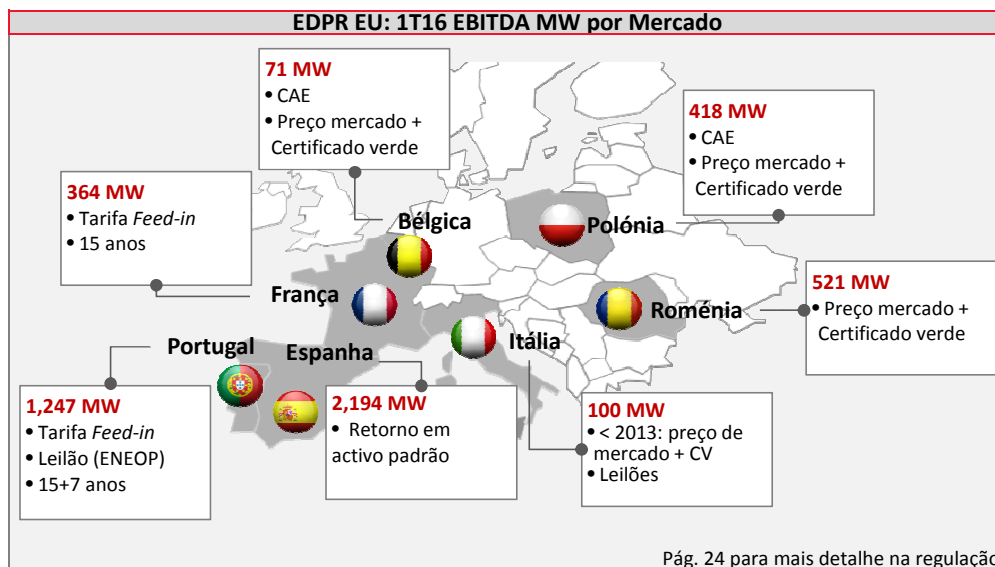 EDPR EU: 1T16 EBITDA MW por Mercado
71 MW
• CAE
• Preço mercado +
Certificado verde
418 MW
• CAE
• Preço mercado +
Certificado verde
364 MW
• Tarifa Feed-in
• 15 anos
Bélgica
Polónia
França
521 MW
• Preço mercado +
Certificado verde
Roménia
Itália
Portugal
Espanha
1,247 MW
• Tarifa Feed-in
• Leilão (ENEOP)
• 15+7 anos
2,194 MW
• Retorno em
activo padrão
100 MW
• < 2013: preço de
mercado + CV
• Leilões
Pág. 24 para mais detalhe na regulação